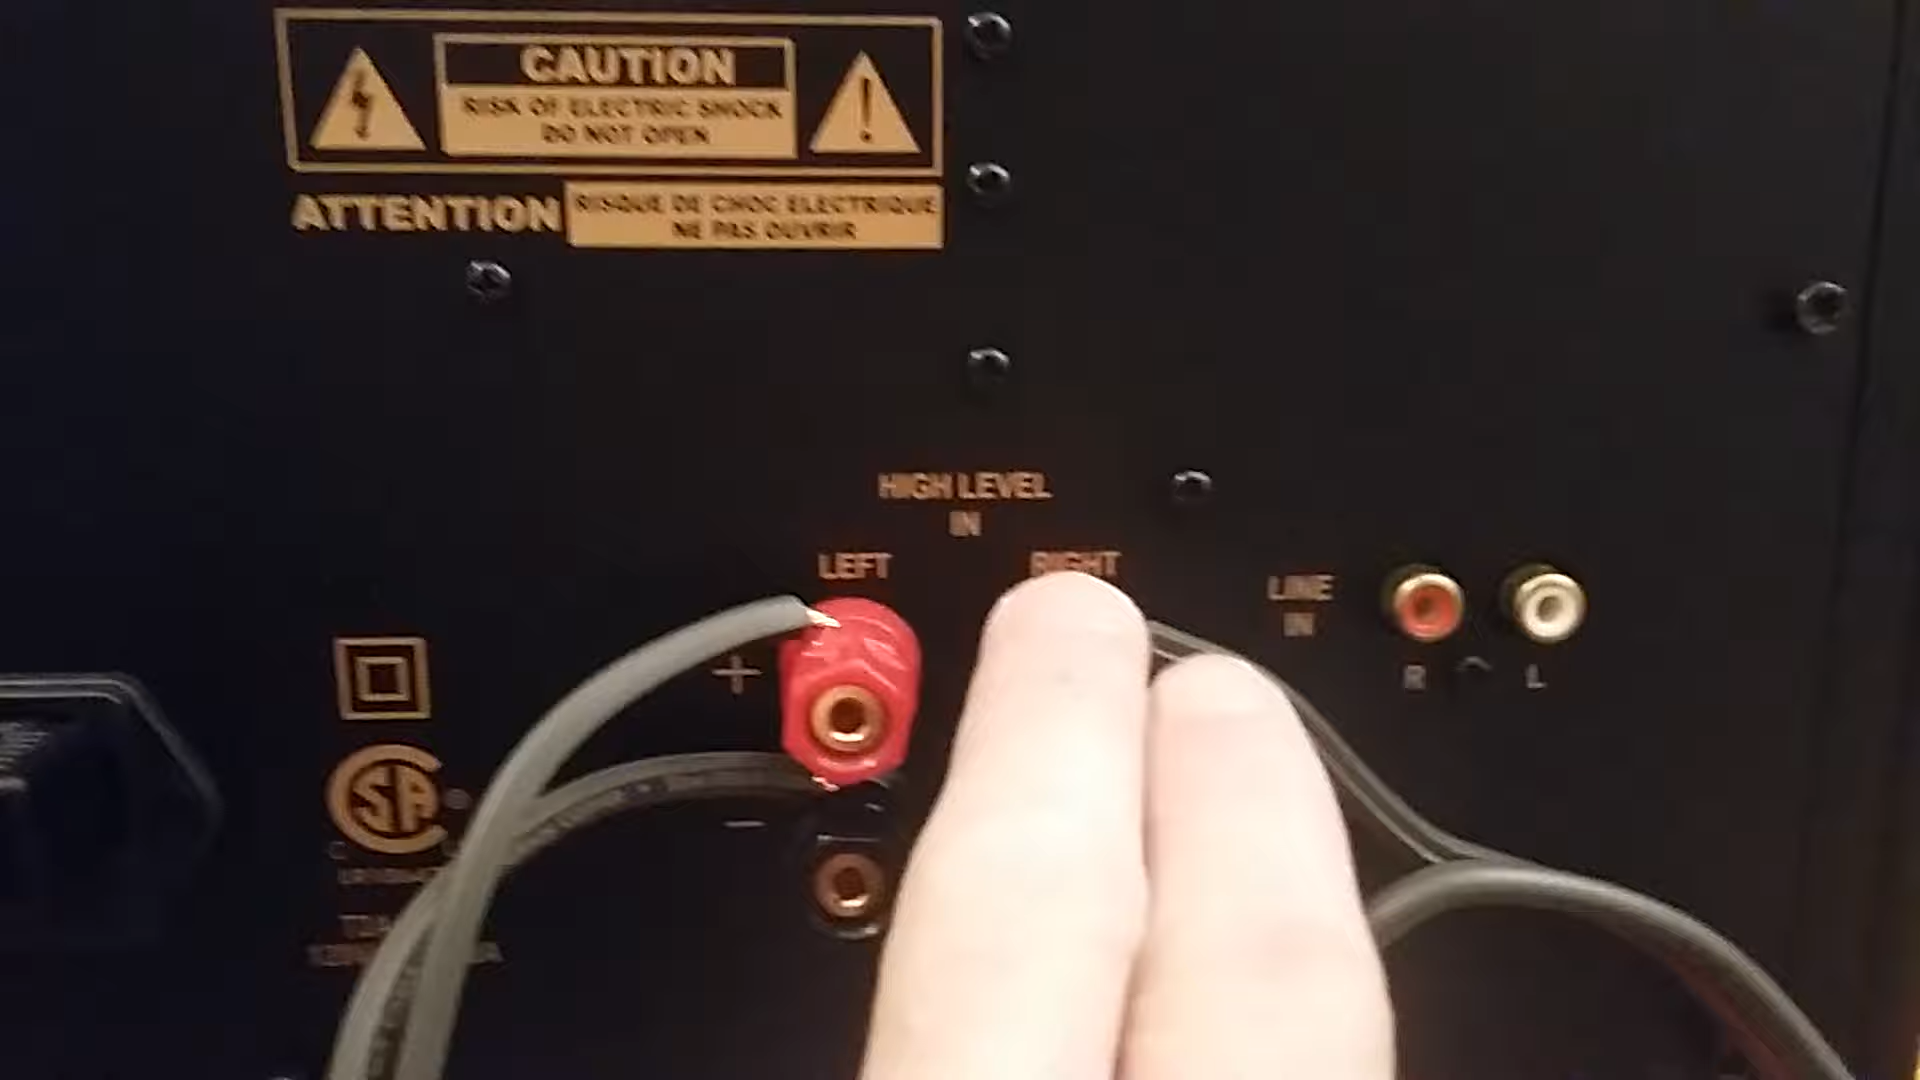 CAUTION
RISK OF ELECTRIC SHOCK
DO NOT OPEN
ATTENTION
RISQUE DE CHOC ELECTRIQUE
NE PAS OUVRIR
HIGH LEVEL
IN
LEFT
RIGHT
LINE
IN
R
L
+
−
SA